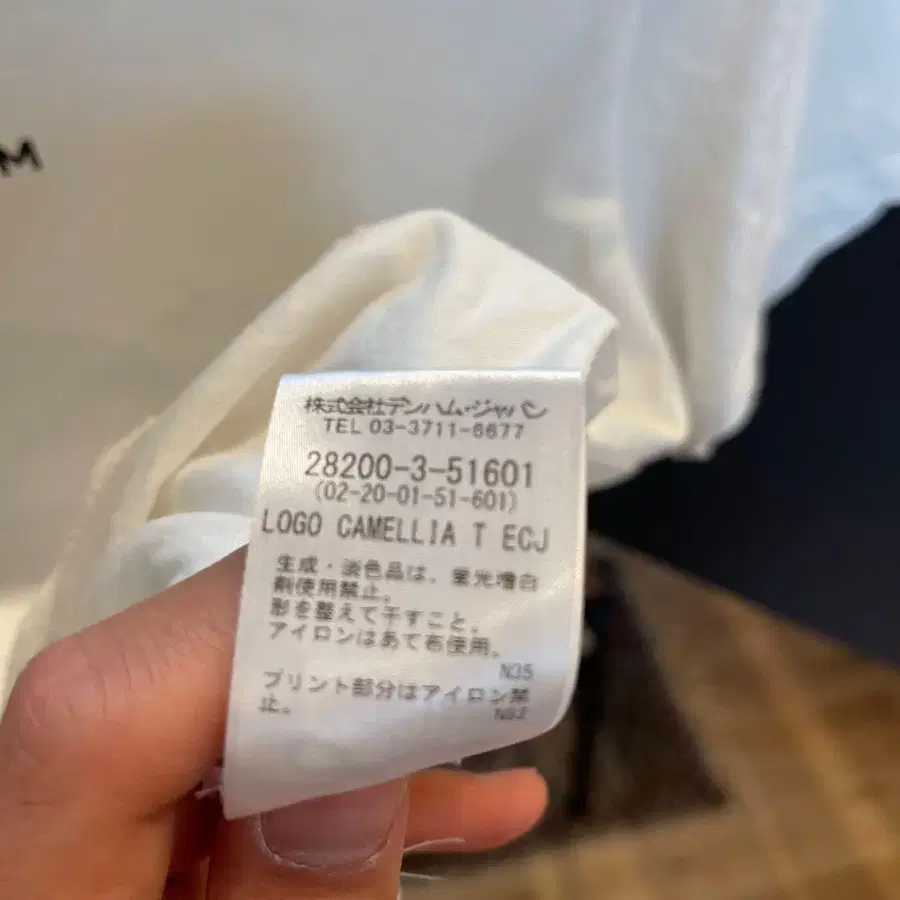 M
株式会社デンハム・ジャパン
TEL 03-3711-6677
28200-3-51601
(02-20-01-51-601)
LOGO CAMELLIA T ECJ
生成・淡色品は、蛍光増白
剤使用禁止。
形を整えて干すこと。
アイロンはあて布使用。
N35
プリント部分はアイロン禁
止。
N92